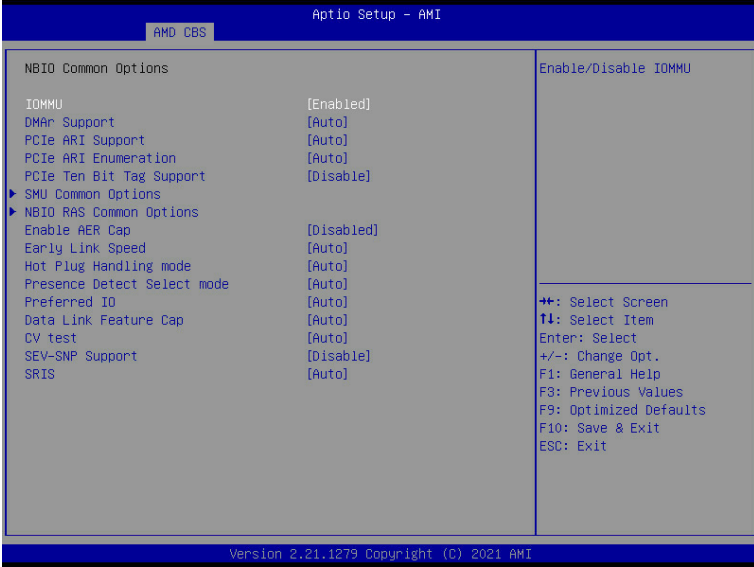 Aptio Setup – AMI
AMD CBS
NBIO Common Options
Enable/Disable IOMMU
IOMMU [Enabled]
DMAr Support [Auto]
PCIe ARI Support [Auto]
PCIe ARI Enumeration [Auto]
PCIe Ten Bit Tag Support [Disable]
SMU Common Options
NBIO RAS Common Options
Enable AER Cap [Disabled]
Early Link Speed [Auto]
Hot Plug Handling mode [Auto]
Presence Detect Select mode [Auto]
Preferred IO [Auto]
Data Link Feature Cap [Auto]
CV test [Auto]
SEV-SNP Support [Disable]
SRIS [Auto]
→←: Select Screen
↑↓: Select Item
Enter: Select
+/-: Change Opt.
F1: General Help
F3: Previous Values
F9: Optimized Defaults
F10: Save & Exit
ESC: Exit
Version 2.21.1279 Copyright (C) 2021 AMI